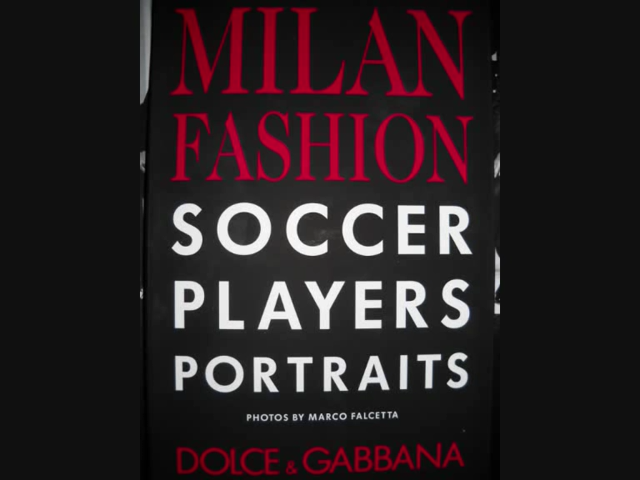 MILAN
FASHION
SOCCER
PLAYERS
PORTRAITS
PHOTOS BY MARCO FALCETTA
DOLCE & GABBANA